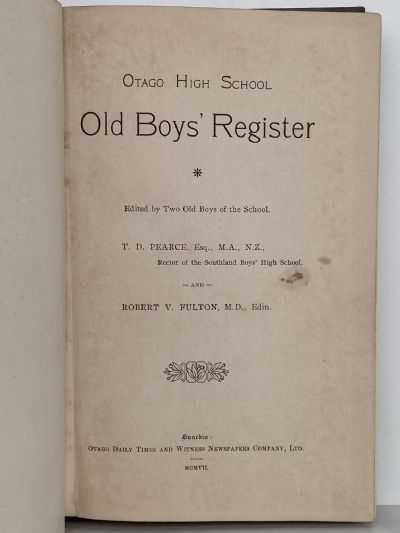 OTAGO HIGH SCHOOL
Old Boys' Register
*
Edited by Two Old Boys of the School.
T. D. PEARCE, Esq., M.A., N.Z.,
Rector of the Southland Boys' High School.
— AND —
ROBERT V. FULTON, M.D., Edin.
Dunedin :
OTAGO DAILY TIMES AND WITNESS NEWSPAPERS COMPANY, LTD.
MCMVII.